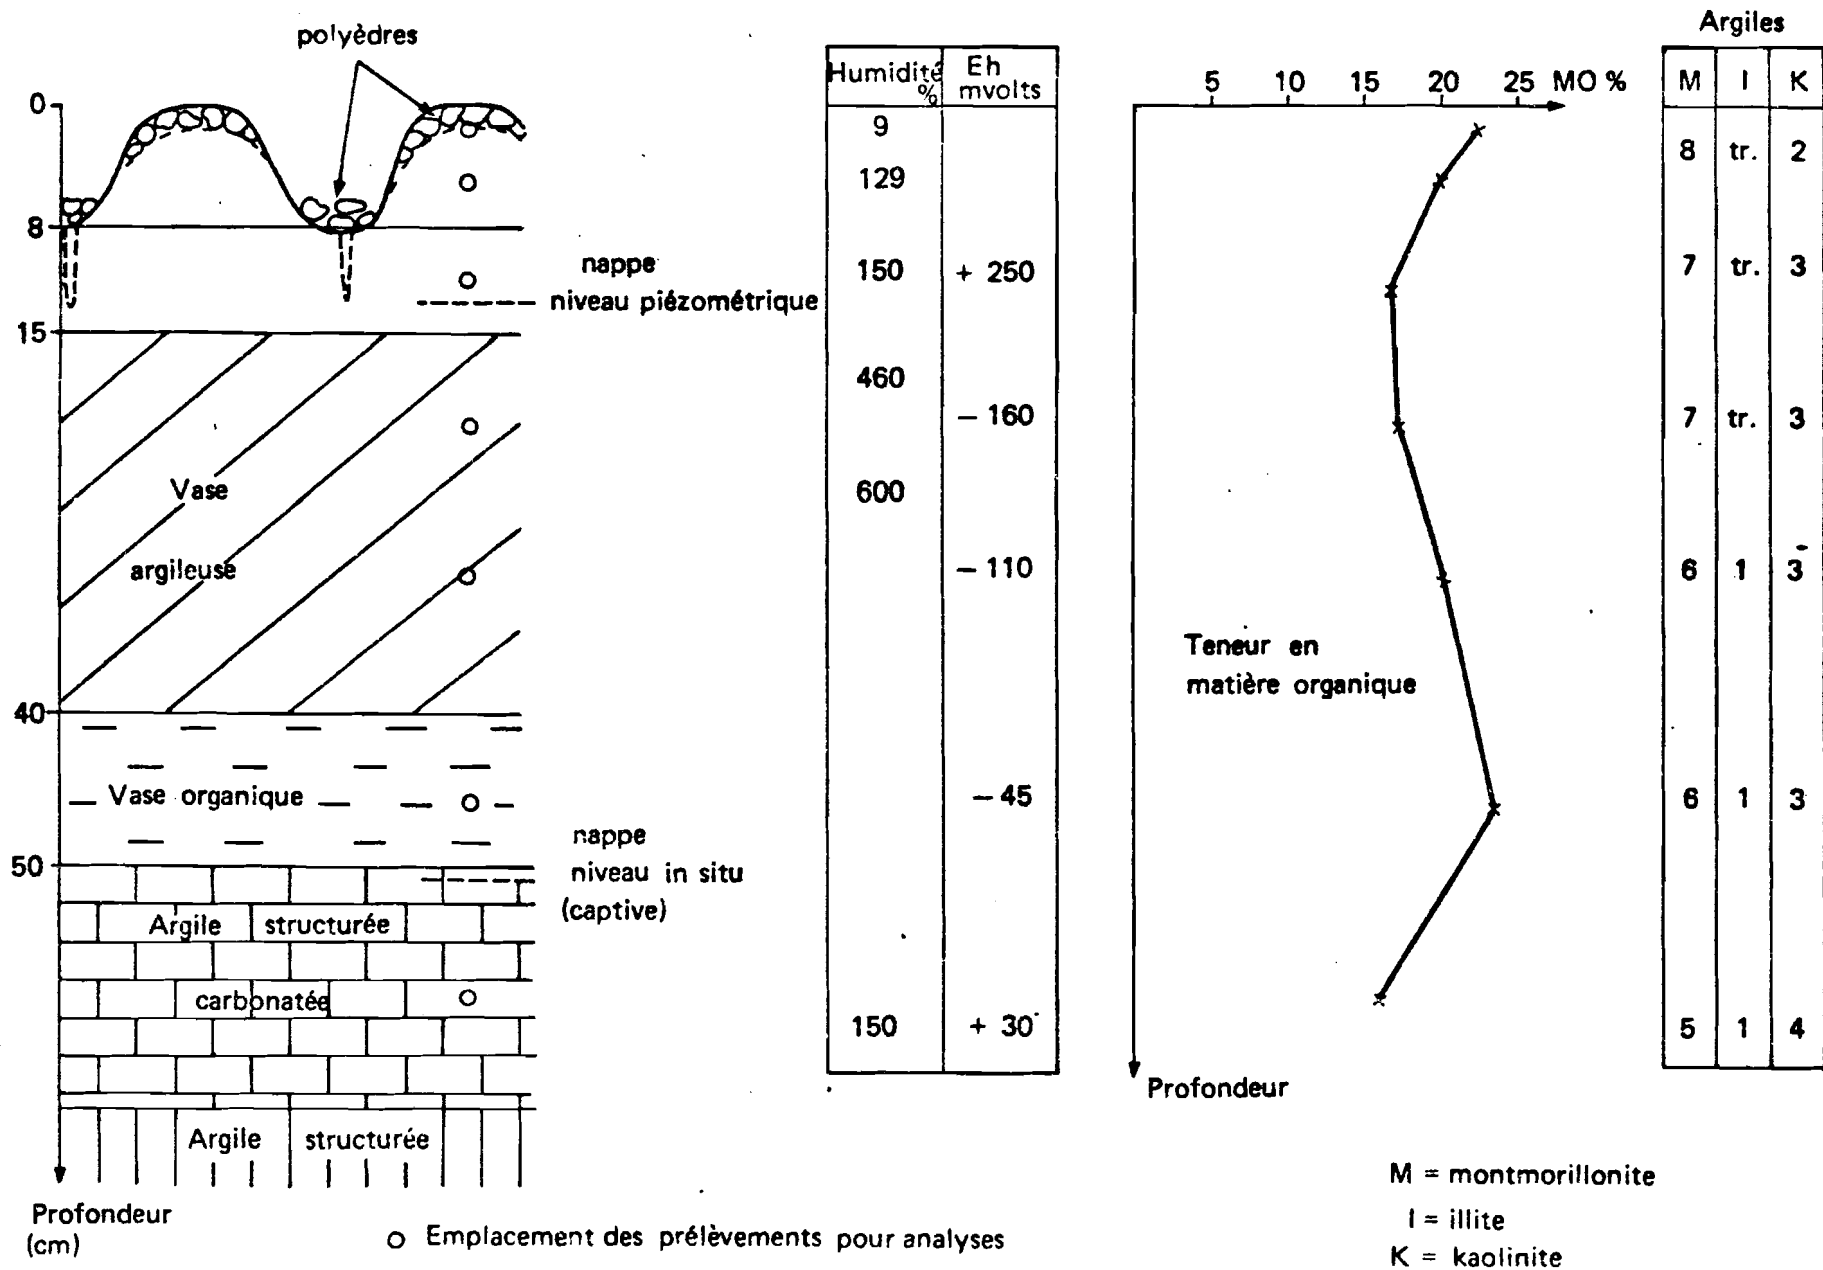 polyèdres
0
8
15
40
50
nappe
niveau piézométrique
Vase
argileuse
Vase organique
nappe
niveau in situ
(captive)
Argile structurée
carbonatée
Argile structurée
Profondeur
(cm)
O Emplacement des prélèvements pour analyses
Humidité % Eh mvolts
9
129
150 + 250
460
− 160
600
− 110
− 45
150 + 30
5 10 15 20 25 MO %
Teneur en
matière organique
Profondeur
Argiles
M I K
8 tr. 2
7 tr. 3
7 tr. 3
6 1 3
6 1 3
5 1 4
M = montmorillonite
I = illite
K = kaolinite